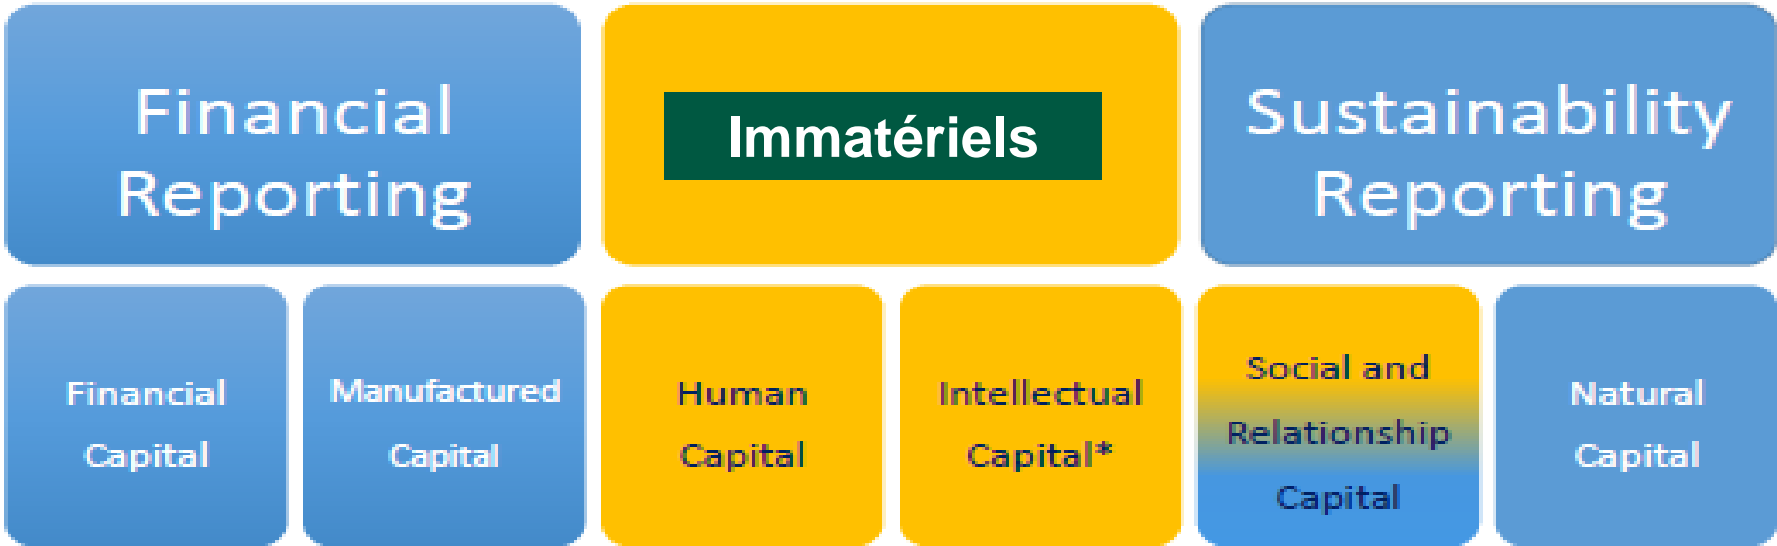 Financial
Reporting
Immatériels
Sustainability
Reporting
Financial
Capital
Manufactured
Capital
Human
Capital
Intellectual
Capital*
Social and
Relationship
Capital
Natural
Capital